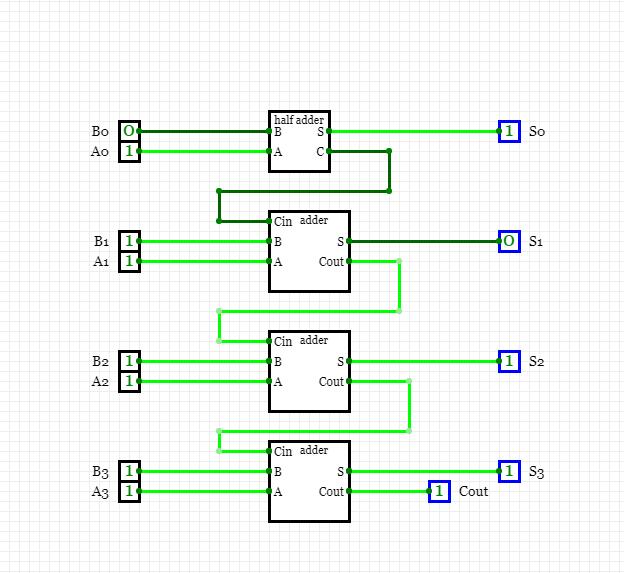 half adder
B0 0 B S 1 S0
A0 1 A C
Cin adder
B1 1 B S 0 S1
A1 1 A Cout
Cin adder
B2 1 B S 1 S2
A2 1 A Cout
Cin adder
B3 1 B S 1 S3
A3 1 A Cout 1 Cout